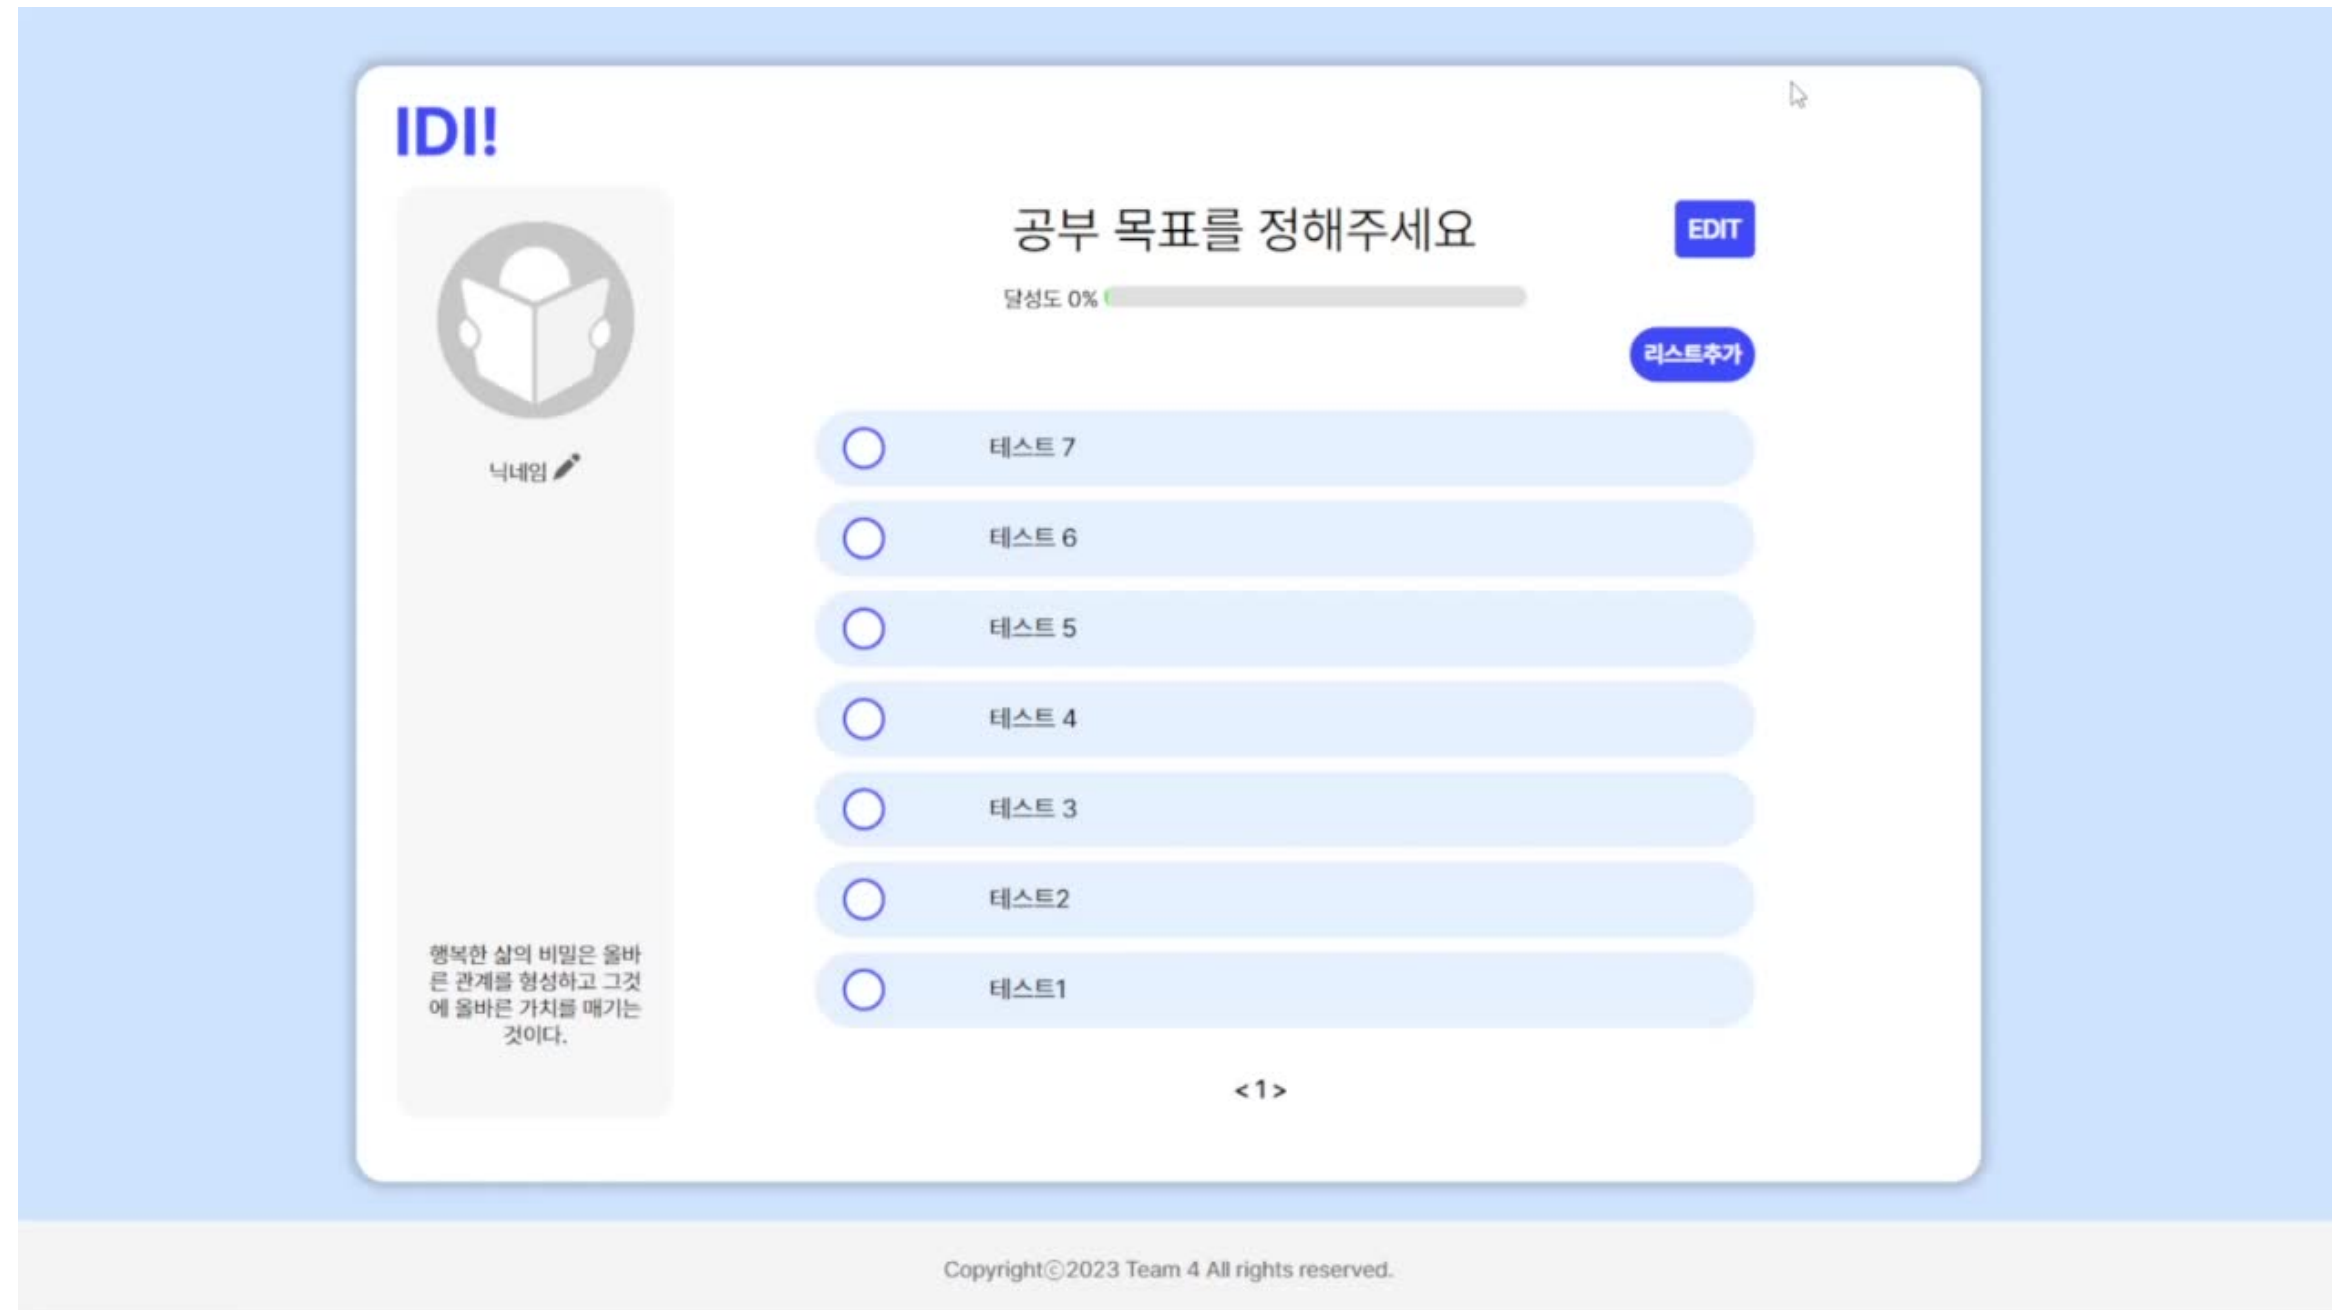 IDI!
공부 목표를 정해주세요
EDIT
달성도 0%
리스트추가
닉네임
테스트 7
테스트 6
테스트 5
테스트 4
테스트 3
테스트2
테스트1
행복한 삶의 비밀은 올바
른 관계를 형성하고 그것
에 올바른 가치를 매기는
것이다.
< 1 >
Copyrightⓒ2023 Team 4 All rights reserved.